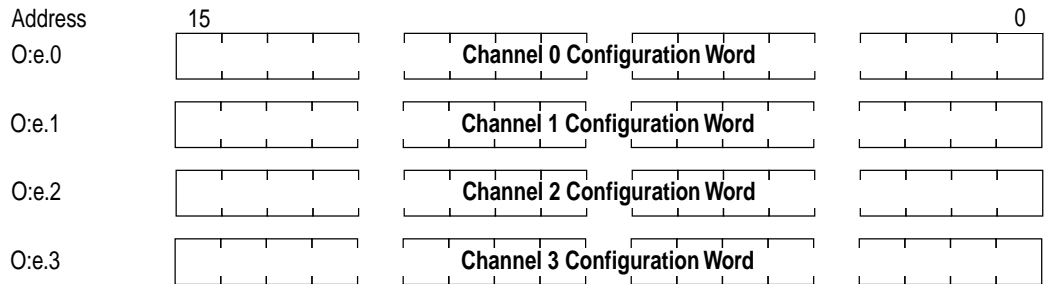 Address 15 0
O:e.0 Channel 0 Configuration Word
O:e.1 Channel 1 Configuration Word
O:e.2 Channel 2 Configuration Word
O:e.3 Channel 3 Configuration Word